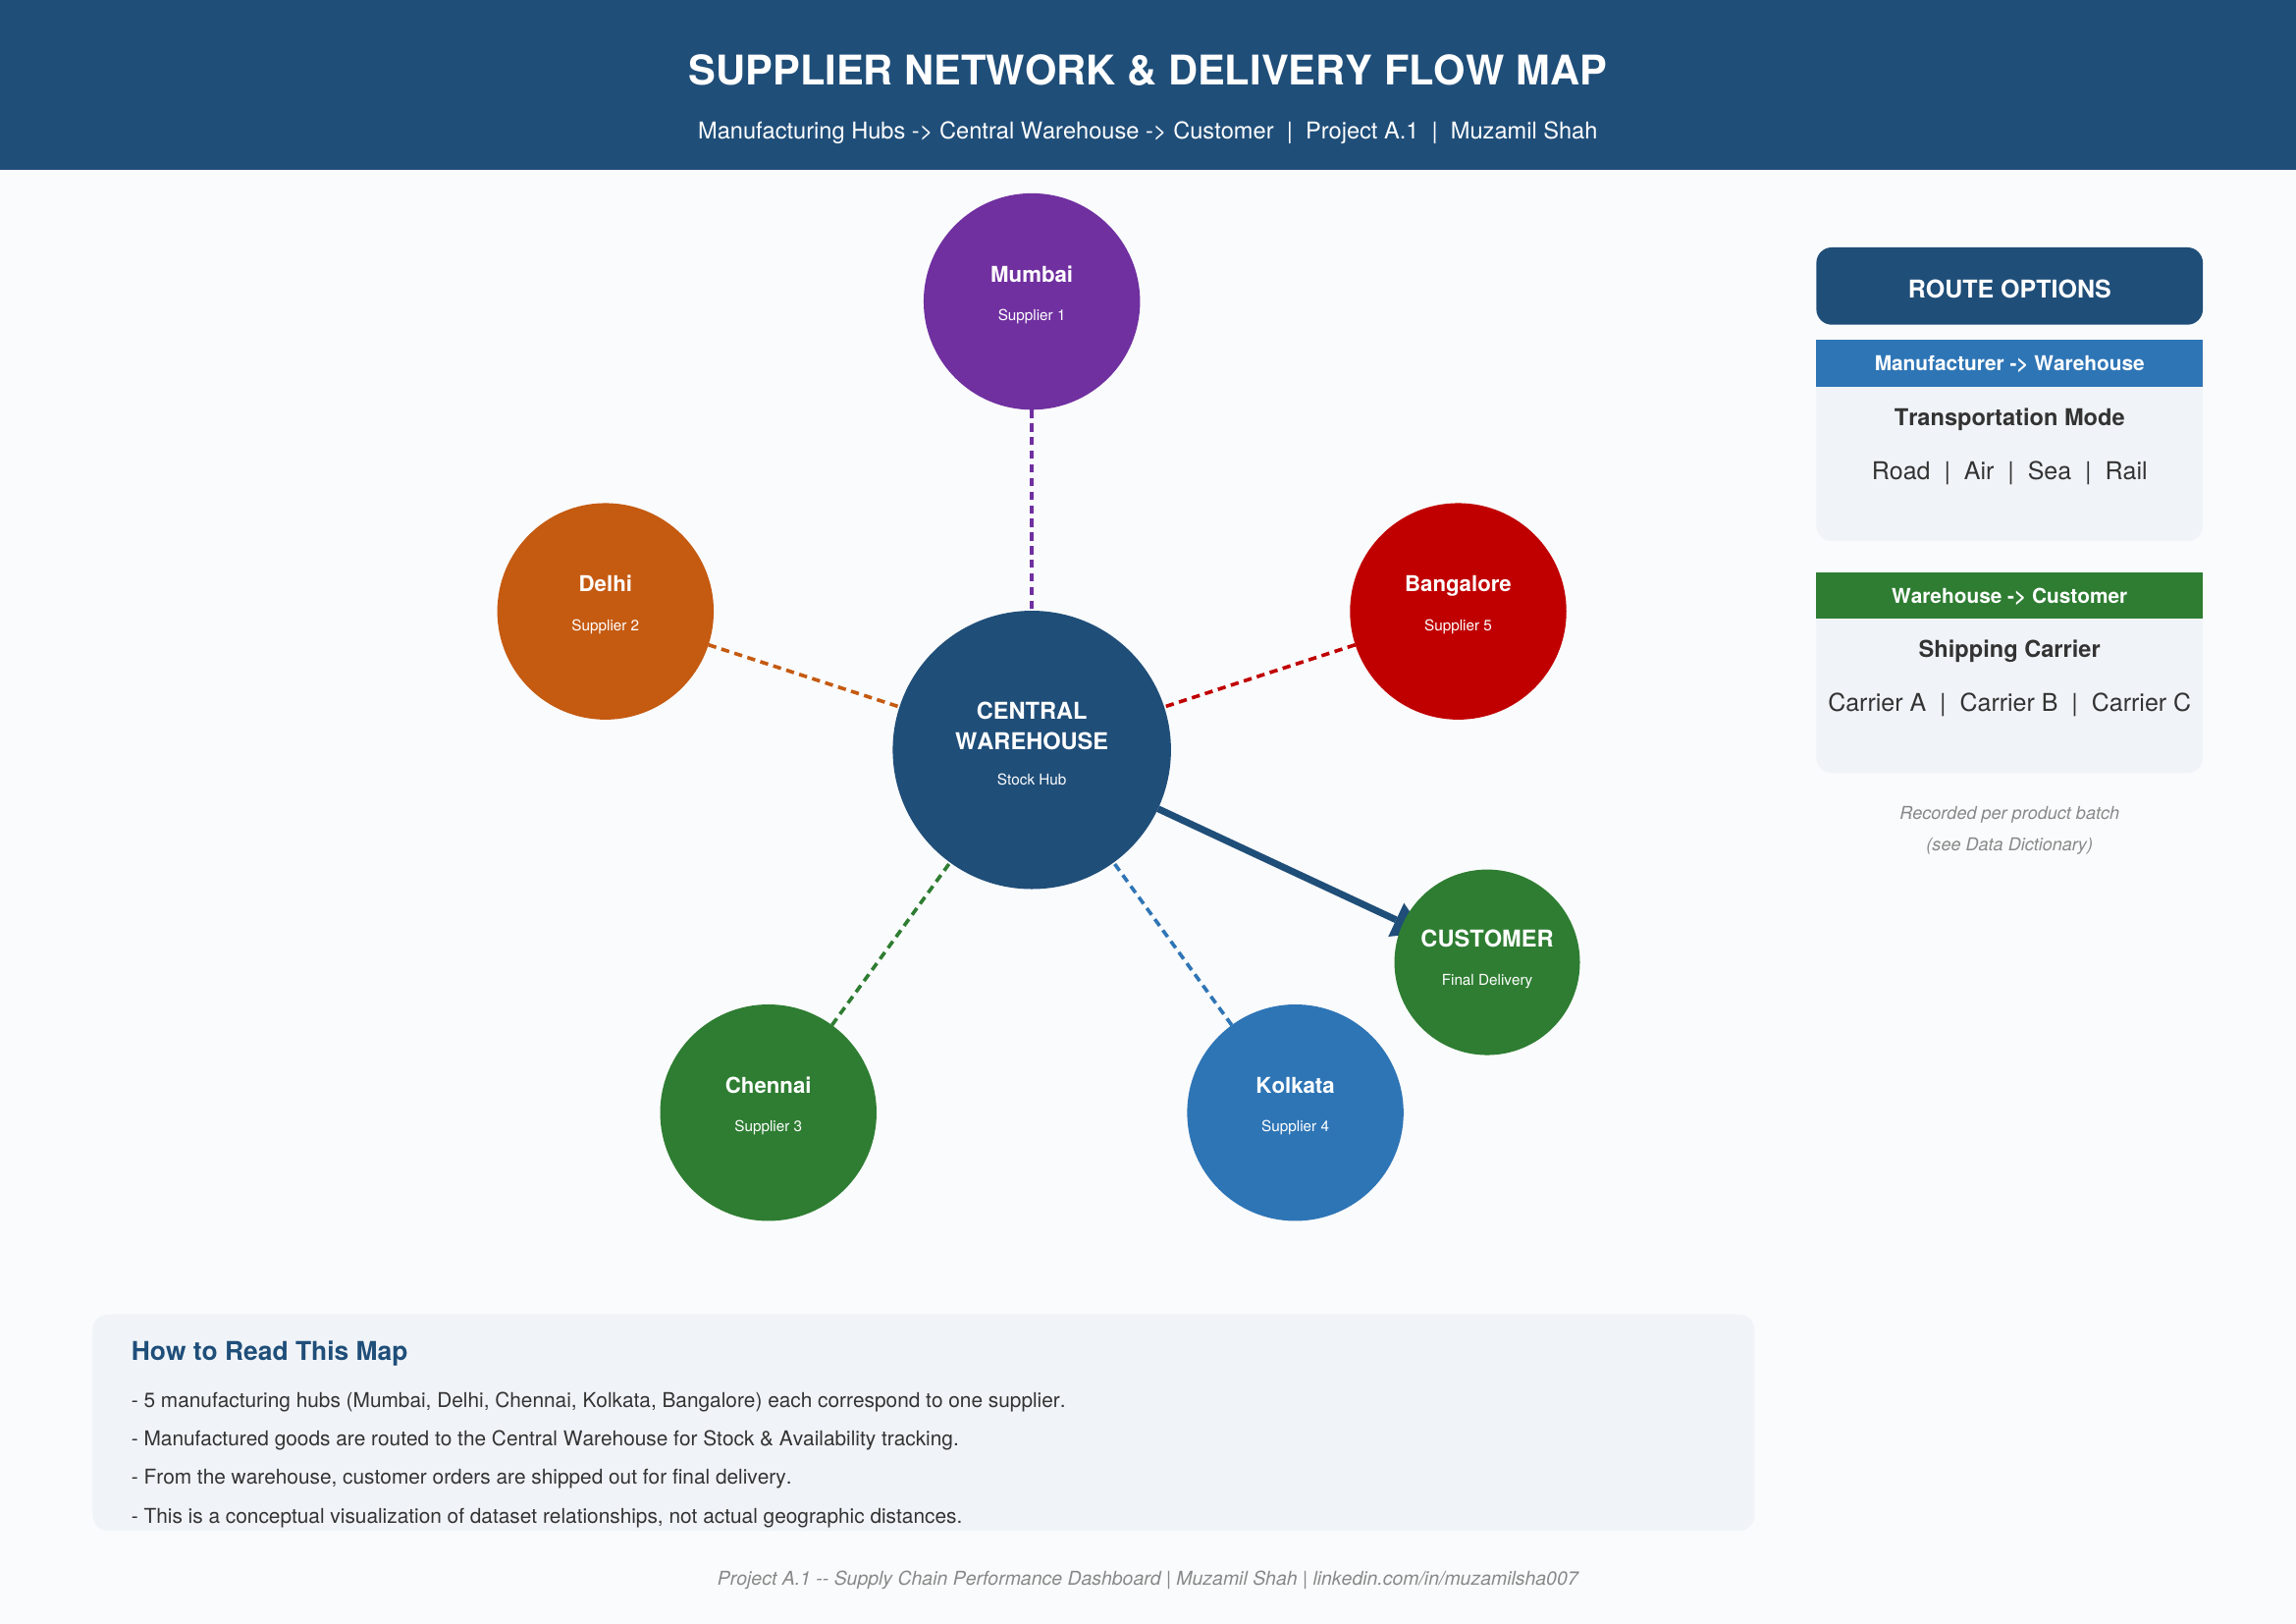 SUPPLIER NETWORK & DELIVERY FLOW MAP
Manufacturing Hubs -> Central Warehouse -> Customer | Project A.1 | Muzamil Shah
Mumbai
Supplier 1
Delhi
Supplier 2
Bangalore
Supplier 5
CENTRAL
WAREHOUSE
Stock Hub
CUSTOMER
Final Delivery
Chennai
Supplier 3
Kolkata
Supplier 4
ROUTE OPTIONS
Manufacturer -> Warehouse
Transportation Mode
Road | Air | Sea | Rail
Warehouse -> Customer
Shipping Carrier
Carrier A | Carrier B | Carrier C
Recorded per product batch
(see Data Dictionary)
How to Read This Map
- 5 manufacturing hubs (Mumbai, Delhi, Chennai, Kolkata, Bangalore) each correspond to one supplier.
- Manufactured goods are routed to the Central Warehouse for Stock & Availability tracking.
- From the warehouse, customer orders are shipped out for final delivery.
- This is a conceptual visualization of dataset relationships, not actual geographic distances.
Project A.1 -- Supply Chain Performance Dashboard | Muzamil Shah | linkedin.com/in/muzamilsha007